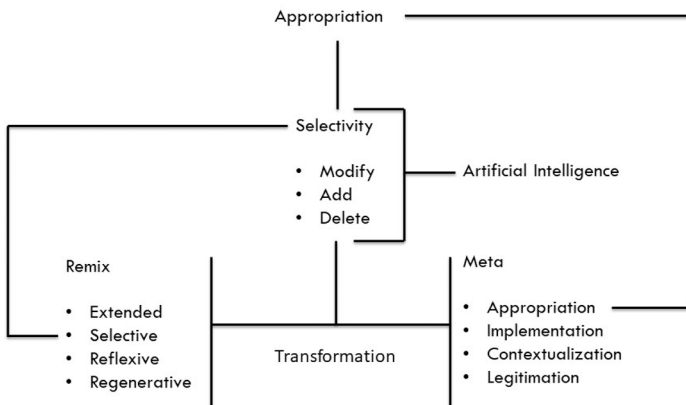 Appropriation
Selectivity
• Modify
• Add
• Delete
Artificial Intelligence
Remix
• Extended
• Selective
• Reflexive
• Regenerative
Transformation
Meta
• Appropriation
• Implementation
• Contextualization
• Legitimation